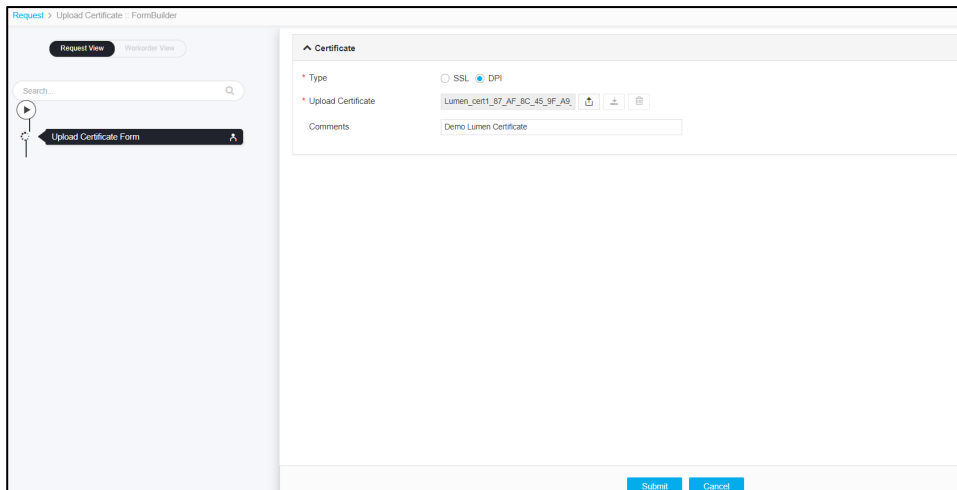 Request > Upload Certificate :: FormBuilder
Request View Workorder View
Search...
Upload Certificate Form
Certificate
* Type SSL DPI
* Upload Certificate Lumen_cert1_87_AF_8C_45_9F_A9_
Comments Demo Lumen Certificate
Submit Cancel